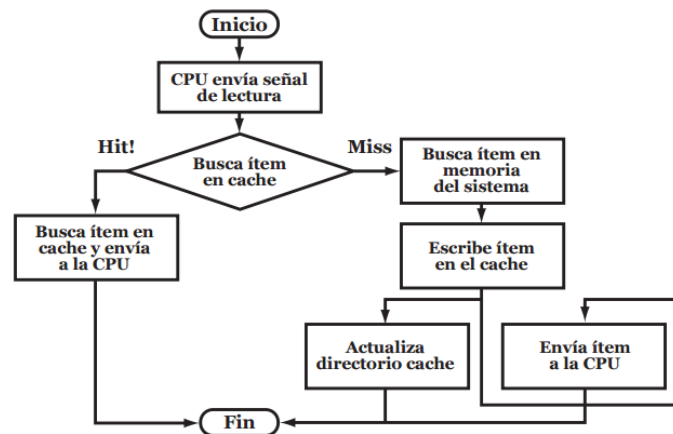 Inicio
CPU envía señal
de lectura
Hit!
Busca ítem
en cache
Miss
Busca ítem en
memoria
del sistema
Busca ítem en
cache y envía
a la CPU
Escribe ítem
en el cache
Actualiza
directorio cache
Envía ítem
a la CPU
Fin